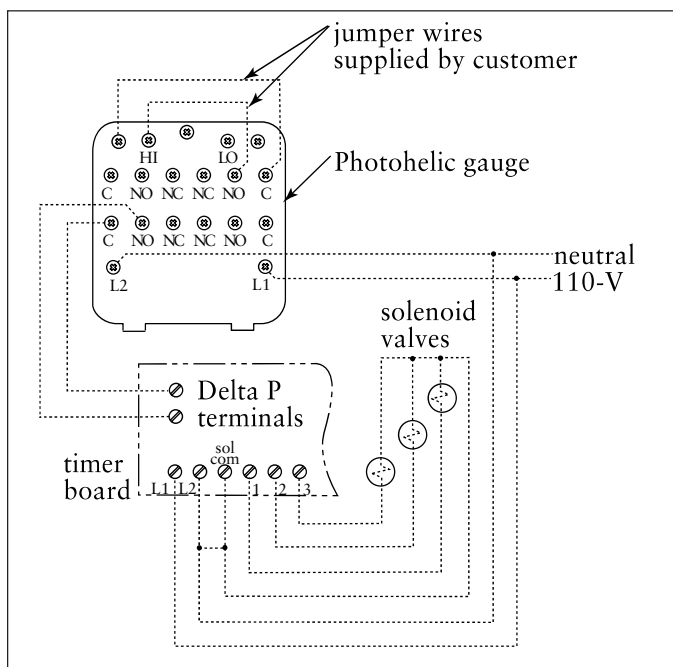 jumper wires
supplied by customer
HI
LO
Photohelic gauge
C NO NC NC NO C
C NO NC NC NO C
L2
L1
neutral
110-V
solenoid
valves
Delta P
terminals
sol
com
timer
board
L1 L2 1 2 3